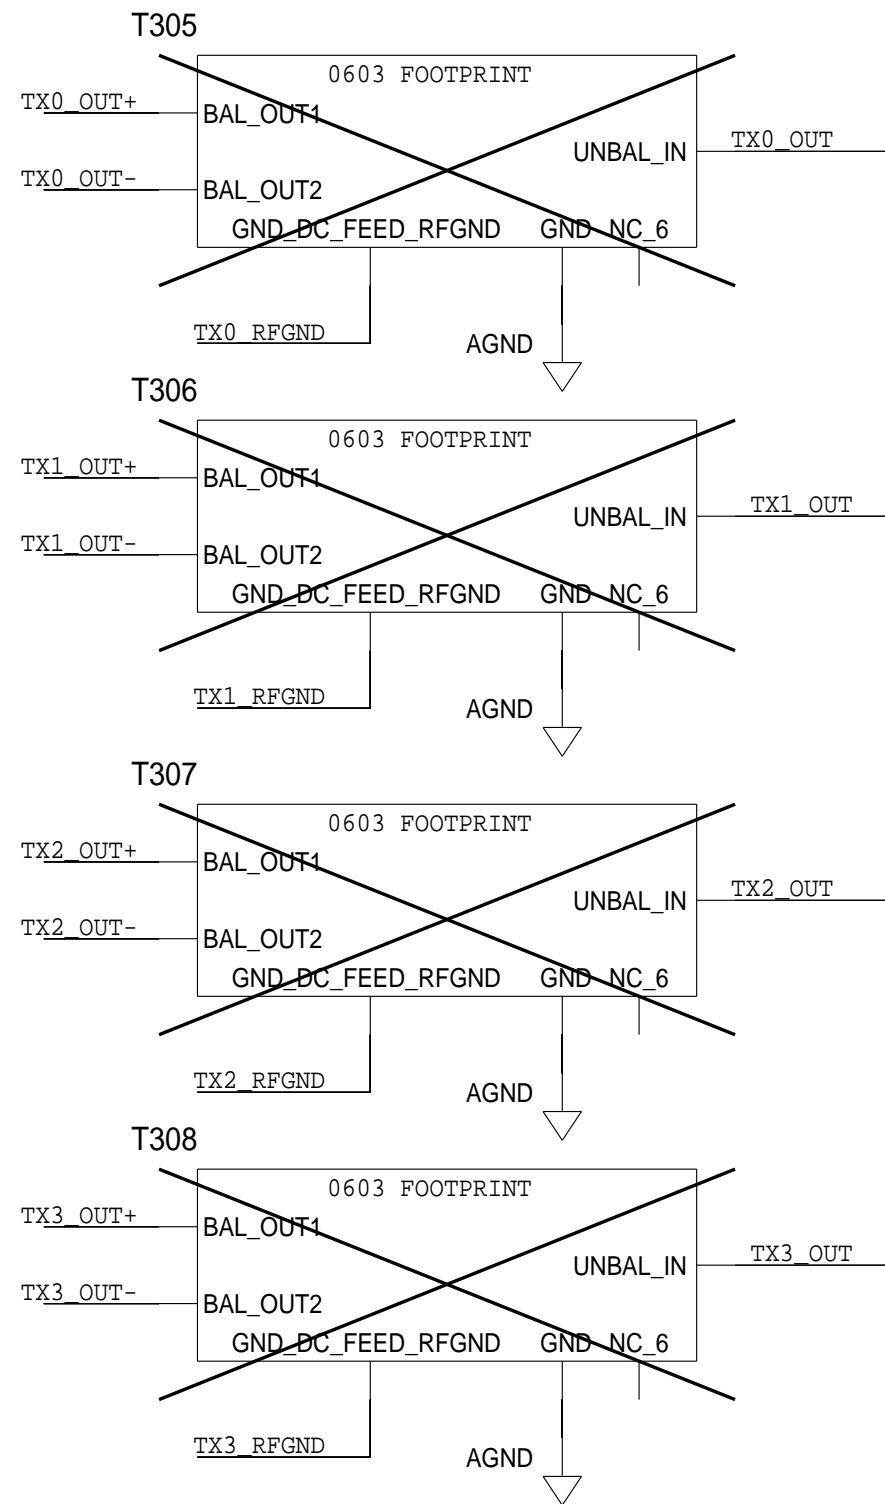 T305
0603 FOOTPRINT
TX0_OUT+
BAL_OUT1
UNBAL_IN
TX0_OUT
TX0_OUT-
BAL_OUT2
GND_DC_FEED_RFGND GND NC_6
TX0_RFGND
AGND
T306
0603 FOOTPRINT
TX1_OUT+
BAL_OUT1
UNBAL_IN
TX1_OUT
TX1_OUT-
BAL_OUT2
GND_DC_FEED_RFGND GND NC_6
TX1_RFGND
AGND
T307
0603 FOOTPRINT
TX2_OUT+
BAL_OUT1
UNBAL_IN
TX2_OUT
TX2_OUT-
BAL_OUT2
GND_DC_FEED_RFGND GND NC_6
TX2_RFGND
AGND
T308
0603 FOOTPRINT
TX3_OUT+
BAL_OUT1
UNBAL_IN
TX3_OUT
TX3_OUT-
BAL_OUT2
GND_DC_FEED_RFGND GND NC_6
TX3_RFGND
AGND